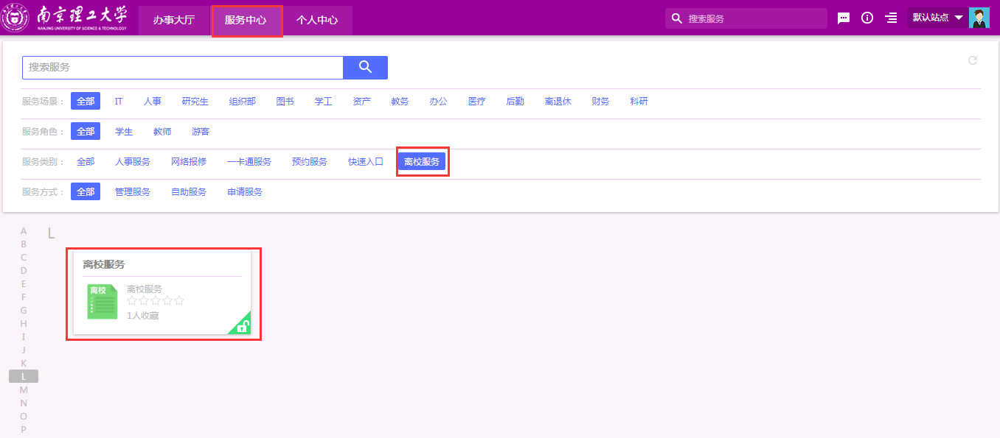 南京理工大学
NANJING UNIVERSITY OF SCIENCE & TECHNOLOGY
办事大厅 服务中心 个人中心 搜索服务 默认站点
搜索服务
服务场景： 全部 IT 人事 研究生 组织部 图书 学工 资产 教务 办公 医疗 后勤 离退休 财务 科研
服务角色： 全部 学生 教师 游客
服务类别： 全部 人事服务 网络报修 一卡通服务 预约服务 快速入口 离校服务
服务方式： 全部 管理服务 自助服务 申请服务
A
B
C
D
E
F
G
H
I
J
K
L
M
N
O
P
L
离校服务
离校
离校服务
1人收藏